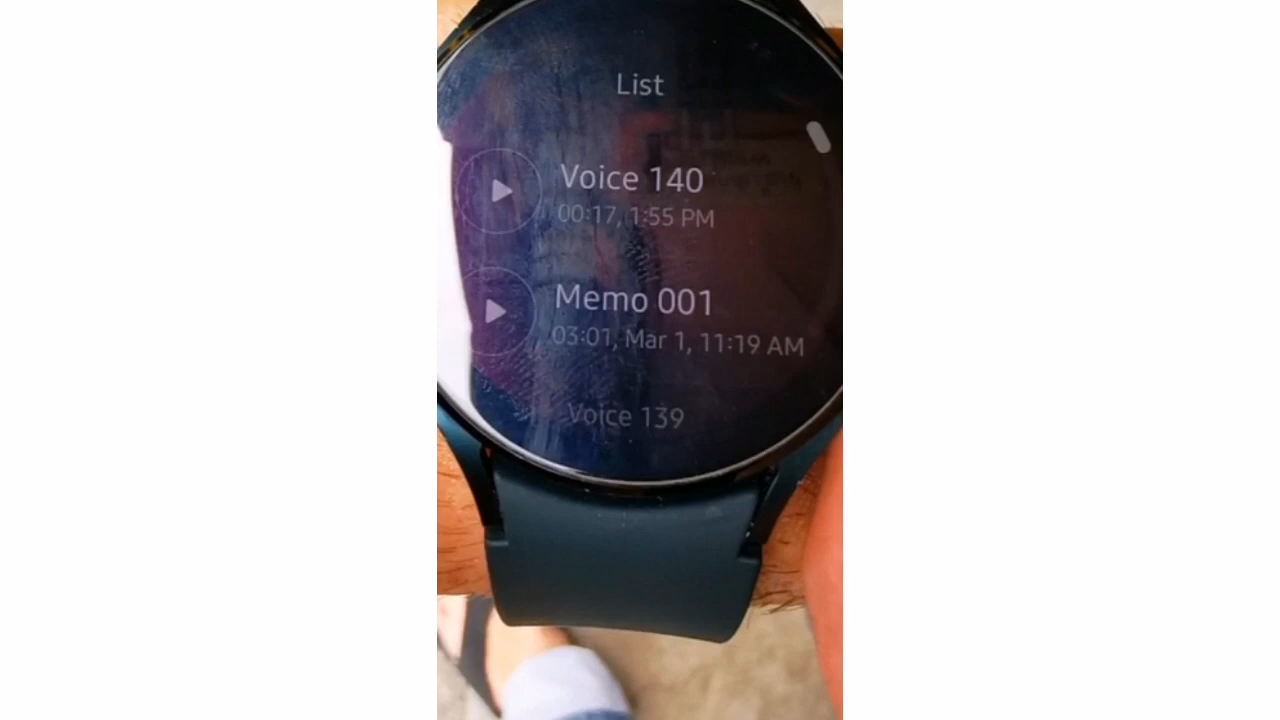 List
Voice 140
00:17, 1:55 PM
Memo 001
03:01, Mar 1, 11:19 AM
Voice 139